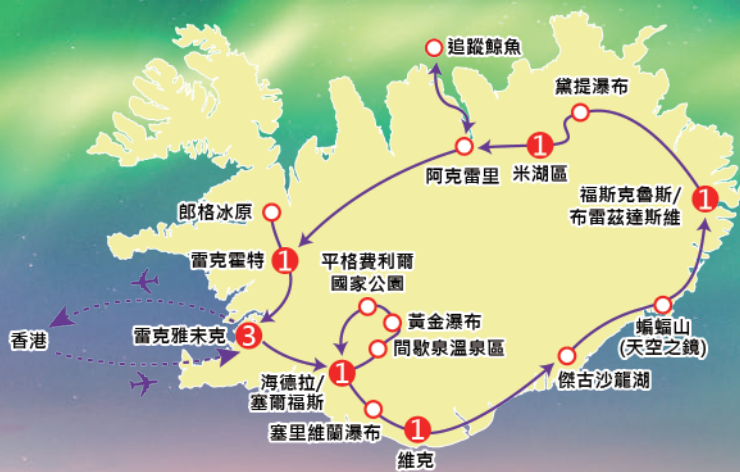 追蹤鯨魚
黛提瀑布
阿克雷里
1
米湖區
福斯克魯斯/
布雷茲達斯維
1
郎格冰原
雷克霍特
1
平格費利爾
國家公園
黃金瀑布
間歇泉溫泉區
香港
雷克雅未克
3
海德拉/
塞爾福斯
1
塞里維蘭瀑布
1
維克
傑古沙龍湖
蝙蝠山
(天空之鏡)